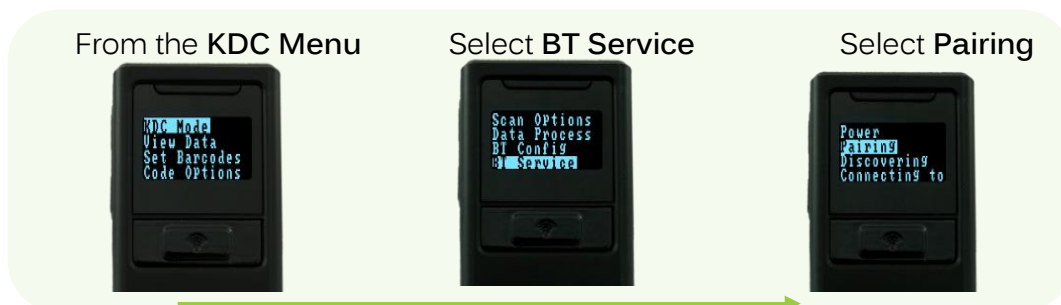 From the KDC Menu
Select BT Service
Select Pairing
KDC Mode
View Data
Set Barcodes
Code Options
Scan Options
Data Process
BT Config
BT Service
Power
Pairing
Discovering
Connecting to